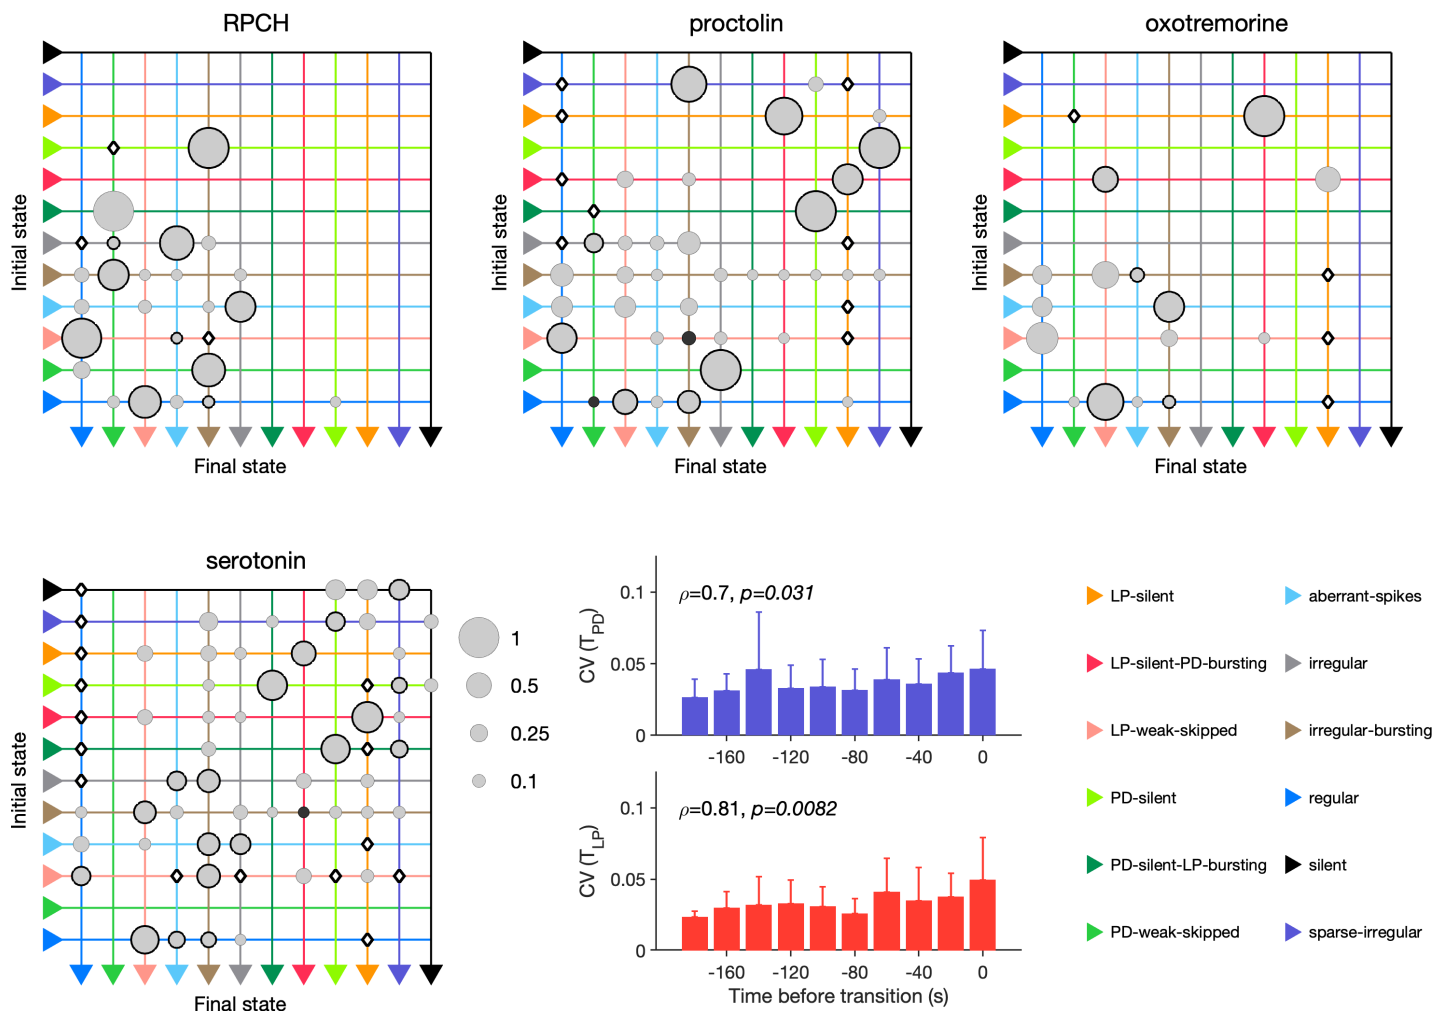 RPCH
proctolin
oxotremorine
Initial state
Initial state
Initial state
Final state
Final state
Final state
serotonin
Initial state
Final state
1
0.5
0.25
0.1
ρ=0.7, p=0.031
CV (T_PD)
0.1
0.05
0
-160 -120 -80 -40 0
ρ=0.81, p=0.0082
CV (T_LP)
0.1
0.05
0
-160 -120 -80 -40 0
Time before transition (s)
LP-silent
LP-silent-PD-bursting
LP-weak-skipped
PD-silent
PD-silent-LP-bursting
PD-weak-skipped
aberrant-spikes
irregular
irregular-bursting
regular
silent
sparse-irregular